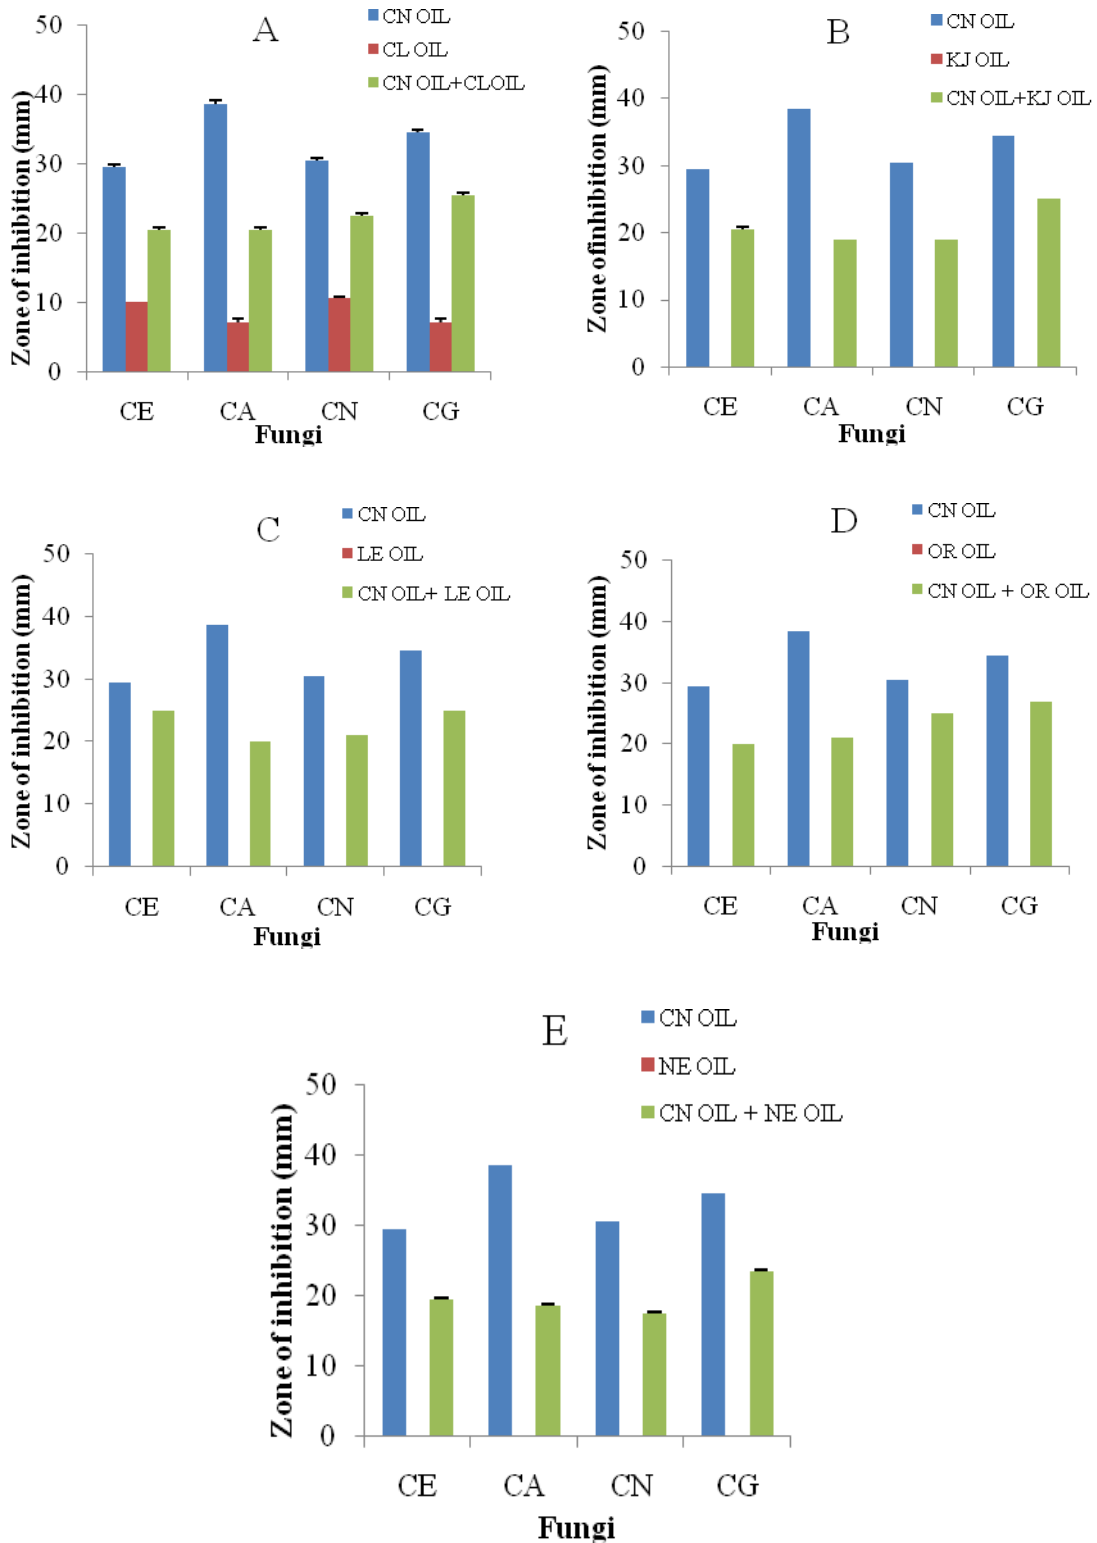 A
CN OIL
CL OIL
CN OIL+CLOIL
Zone of inhibition (mm)
50
40
30
20
10
0
CE CA CN CG
Fungi
B
CN OIL
KJ OIL
CN OIL+KJ OIL
Zone ofinhibition (mm)
50
40
30
20
10
0
CE CA CN CG
Fungi
C
CN OIL
LE OIL
CN OIL+ LE OIL
Zone of inhibition (mm)
50
40
30
20
10
0
CE CA CN CG
Fungi
D
CN OIL
OR OIL
CN OIL + OR OIL
Zone of inhibition (mm)
50
40
30
20
10
0
CE CA CN CG
Fungi
E
CN OIL
NE OIL
CN OIL + NE OIL
Zone of inhibition (mm)
50
40
30
20
10
0
CE CA CN CG
Fungi